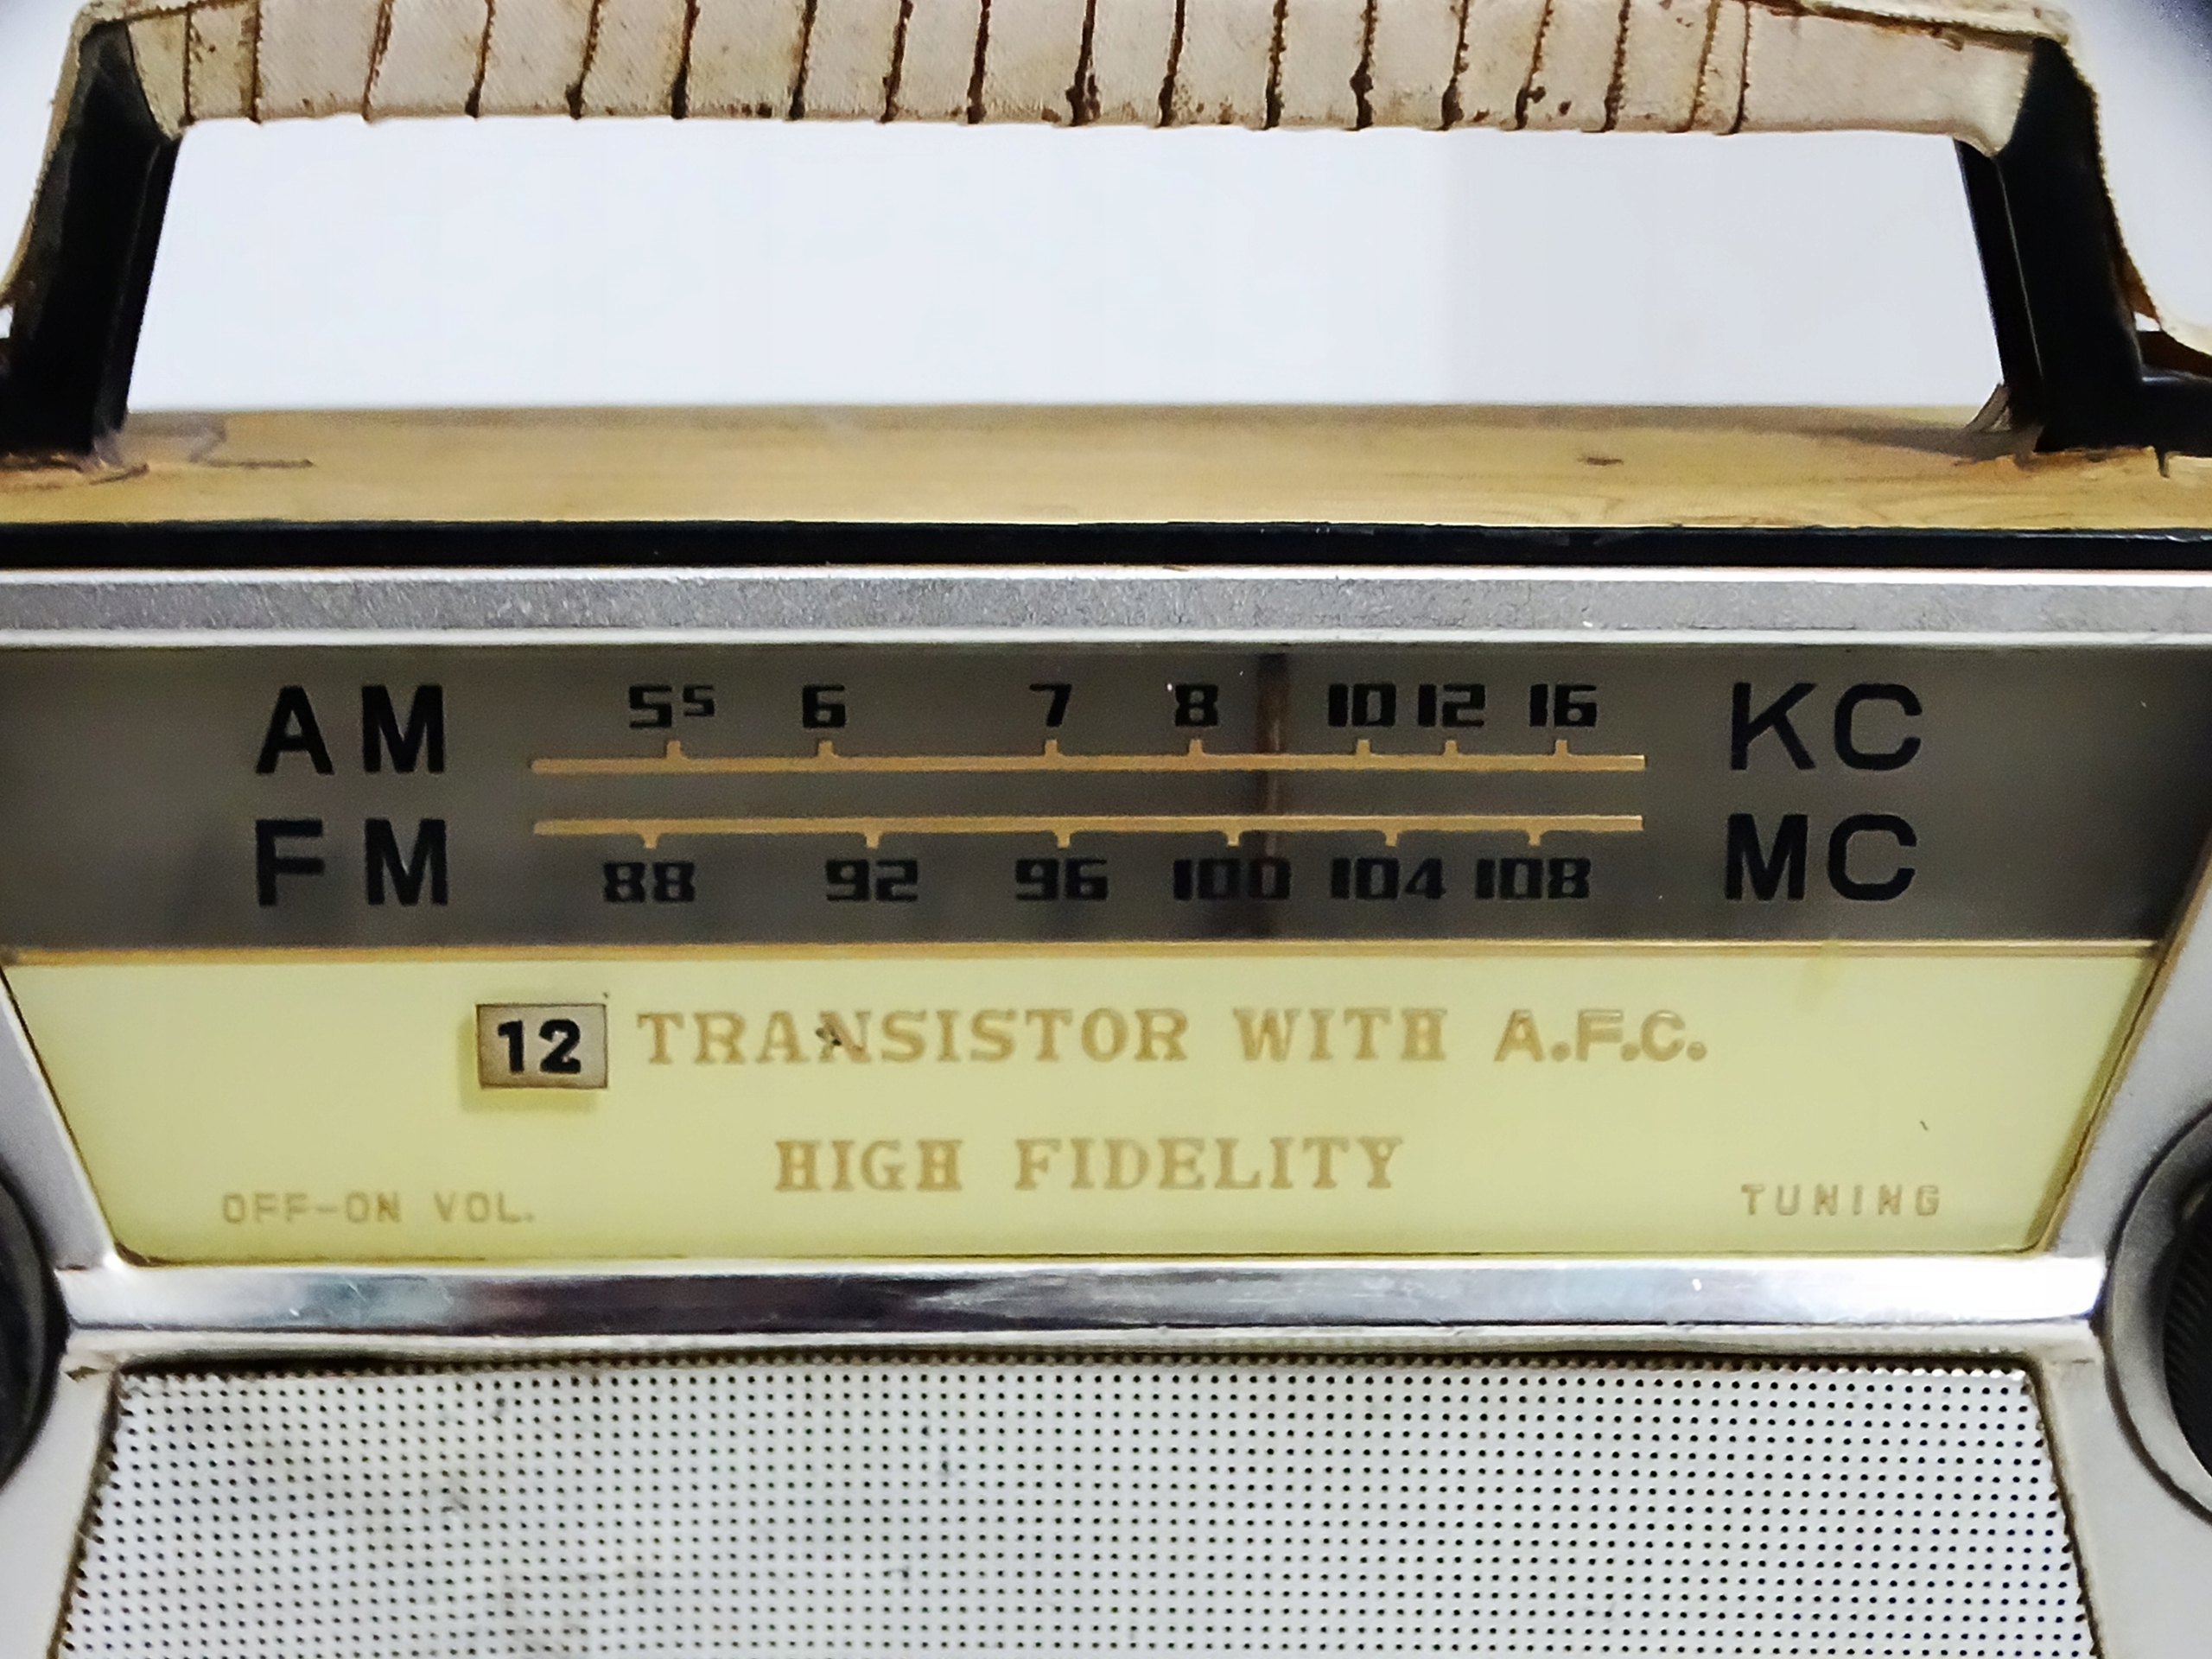 AM 5⁵ 6 7 8 10 12 16 KC
FM 88 92 96 100 104 108 MC
12 TRANSISTOR WITH A.F.C.
HIGH FIDELITY
OFF-ON VOL. TUNING